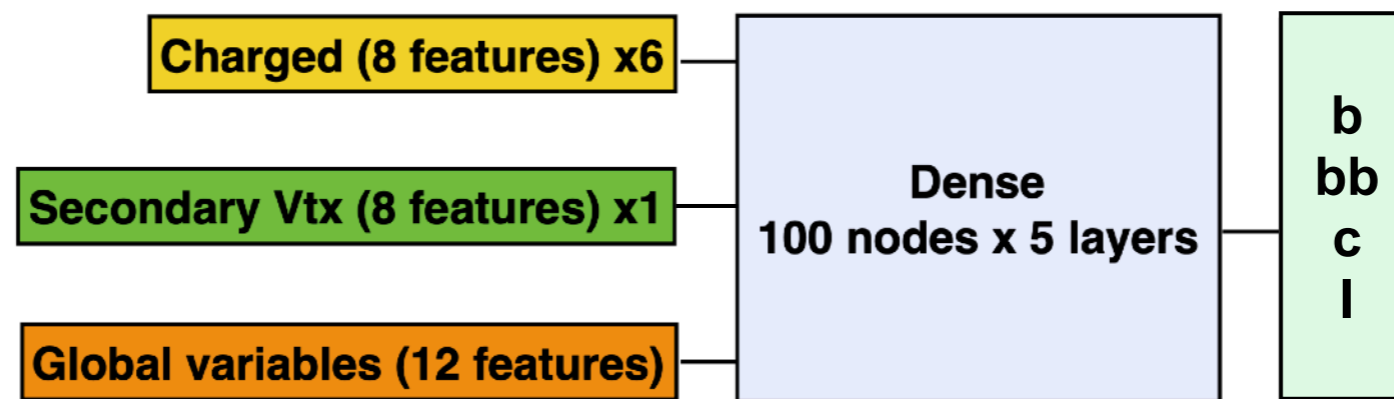 Charged (8 features) x6
Secondary Vtx (8 features) x1
Global variables (12 features)
Dense
100 nodes x 5 layers
b
bb
c
l